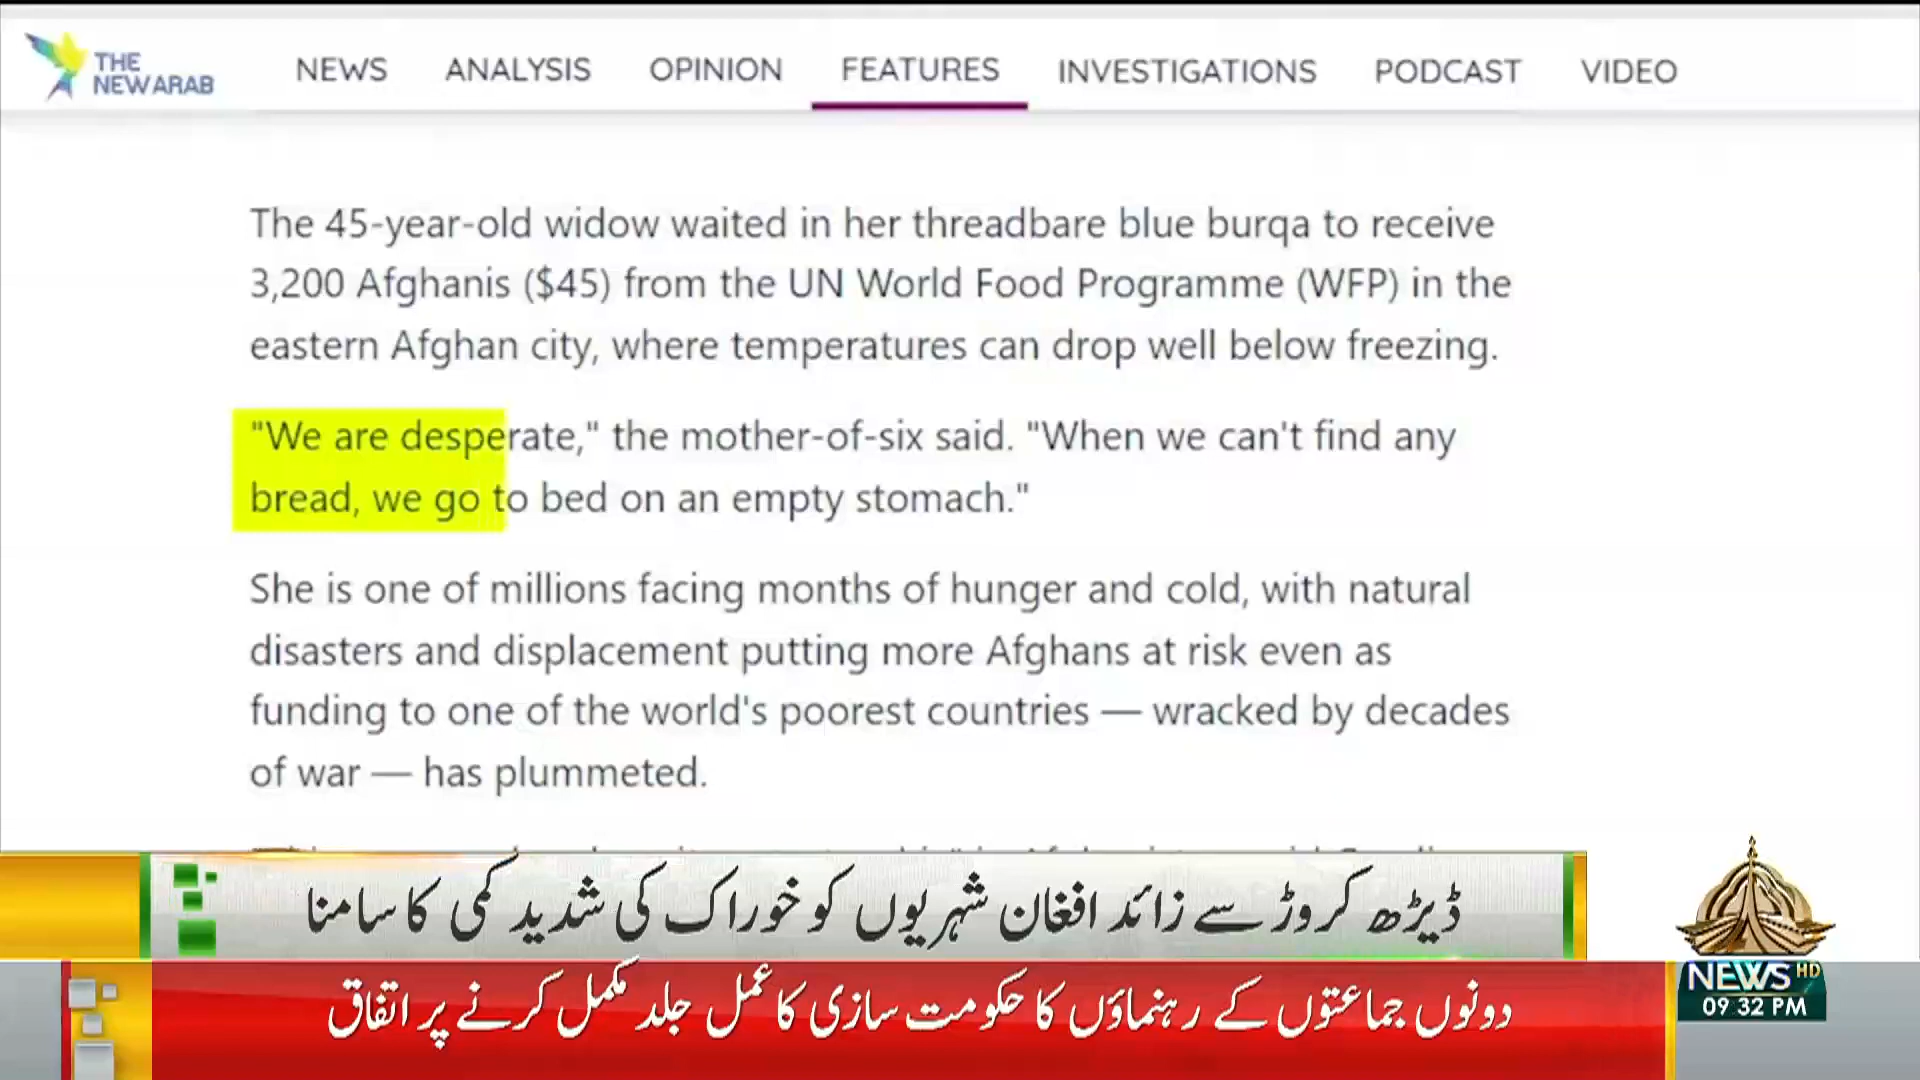 THE
NEW ARAB
NEWS ANALYSIS OPINION FEATURES INVESTIGATIONS PODCAST VIDEO
The 45-year-old widow waited in her threadbare blue burqa to receive
3,200 Afghanis ($45) from the UN World Food Programme (WFP) in the
eastern Afghan city, where temperatures can drop well below freezing.
"We are desperate," the mother-of-six said. "When we can't find any
bread, we go to bed on an empty stomach."
She is one of millions facing months of hunger and cold, with natural
disasters and displacement putting more Afghans at risk even as
funding to one of the world's poorest countries — wracked by decades
of war — has plummeted.
ڈیڑھ کروڑ سے زائد افغان شہریوں کو خوراک کی شدید کمی کا سامنا
دونوں جماعتوں کے رہنماؤں کا حکومت سازی کا عمل جلد مکمل کرنے پر اتفاق
NEWS HD
09 32 PM